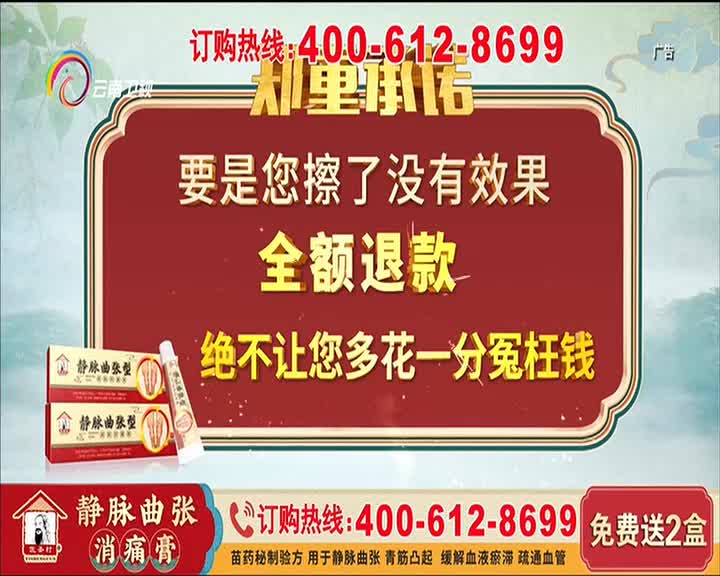 订购热线:400-612-8699
广告
云南卫视
郑重承诺
要是您擦了没有效果
全额退款
绝不让您多花一分冤枉钱
静脉曲张型
静脉曲张型
静脉曲张
消痛膏
订购热线:400-612-8699
免费送2盒
苗药秘制验方 用于静脉曲张 青筋凸起 缓解血液瘀滞 疏通血管